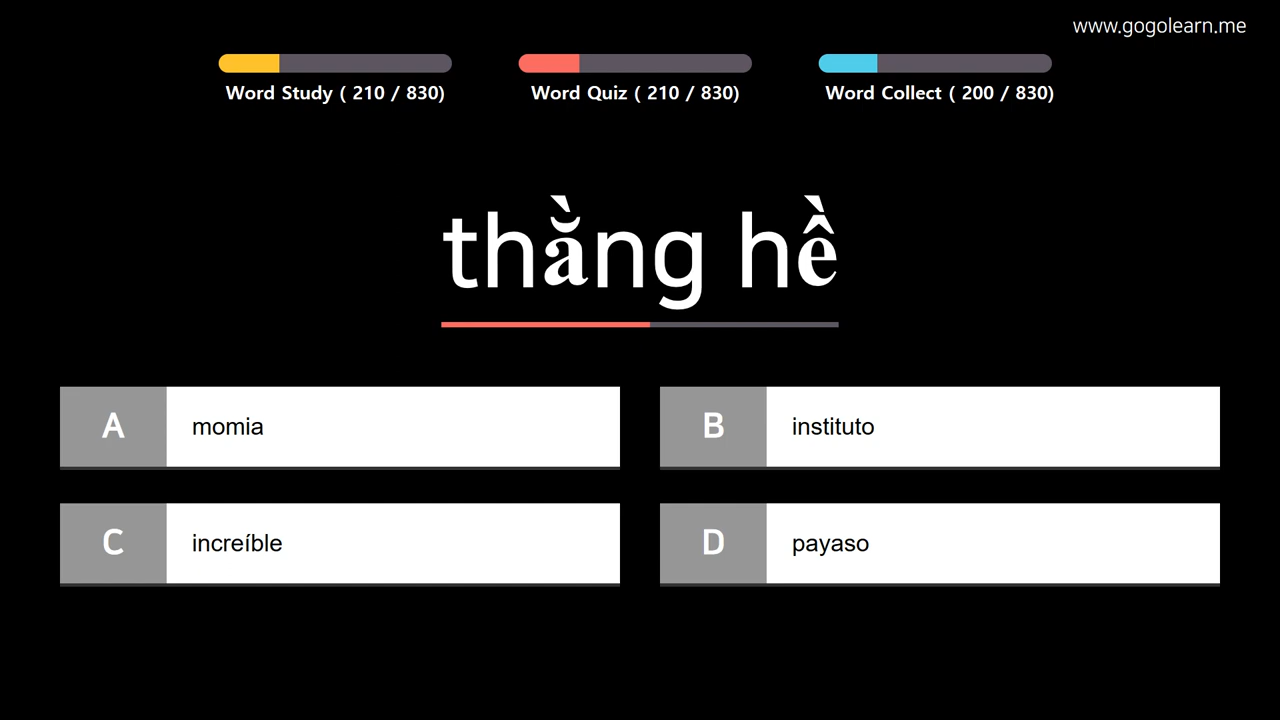 www.gogolearn.me
Word Study ( 210 / 830)
Word Quiz ( 210 / 830)
Word Collect ( 200 / 830)
thằng hề
A momia
B instituto
C increíble
D payaso